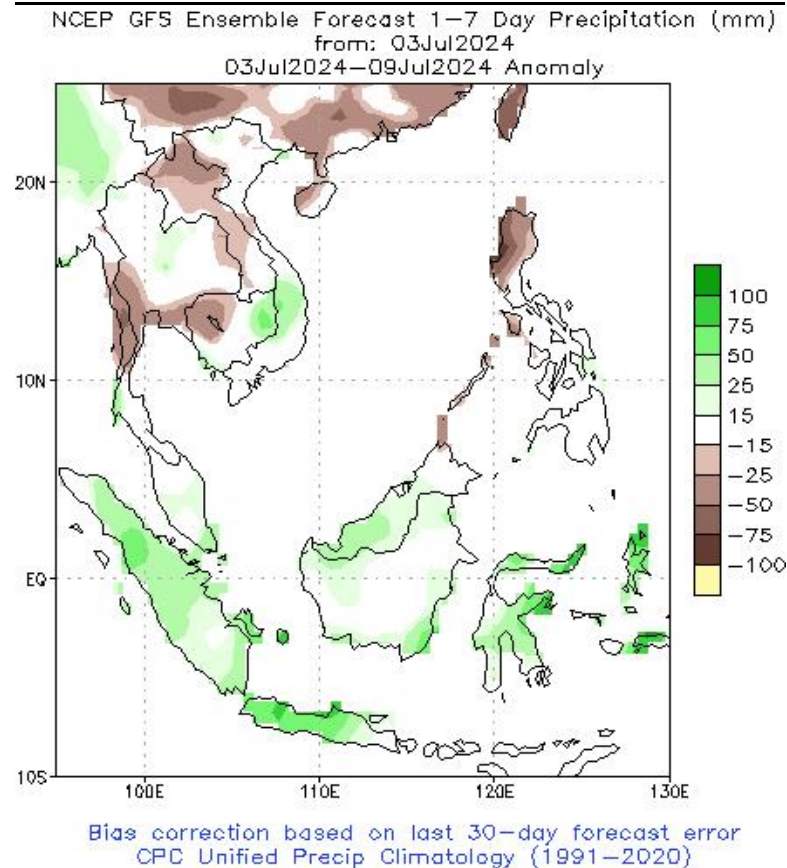 NCEP GFS Ensemble Forecast 1-7 Day Precipitation (mm)
from: 03Jul2024
03Jul2024-09Jul2024 Anomaly
20N
10N
EQ
10S
100E
110E
120E
130E
100
75
50
25
15
-15
-25
-50
-75
-100
Bias correction based on last 30-day forecast error
CPC Unified Precip Climatology (1991-2020)